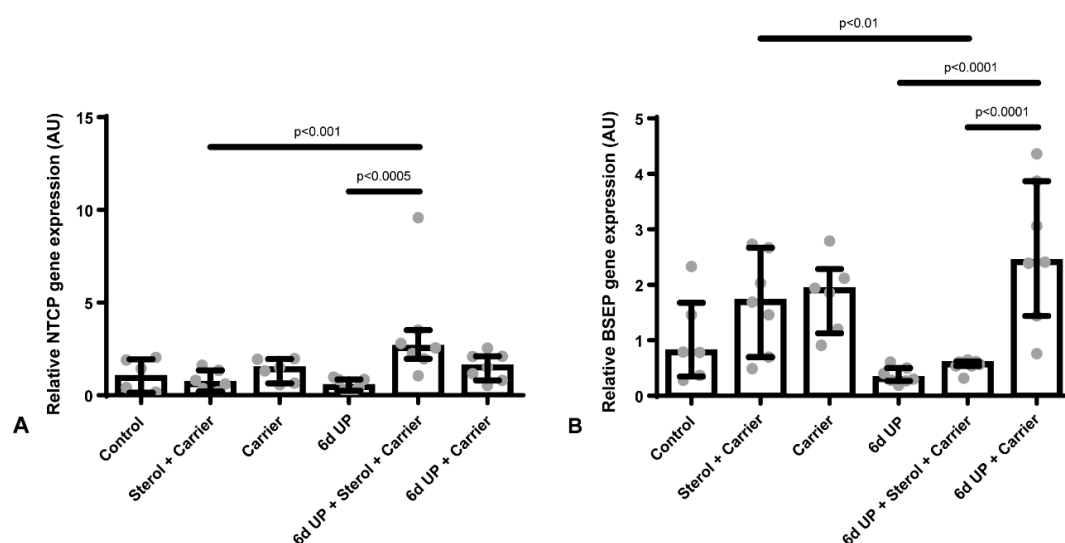 p<0.001
p<0.0005
15
10
5
0
Relative NTCP gene expression (AU)
Control
Sterol + Carrier
Carrier
6d UP
6d UP + Sterol + Carrier
6d UP + Carrier
A
p<0.01
p<0.0001
p<0.0001
5
4
3
2
1
0
Relative BSEP gene expression (AU)
Control
Sterol + Carrier
Carrier
6d UP
6d UP + Sterol + Carrier
6d UP + Carrier
B